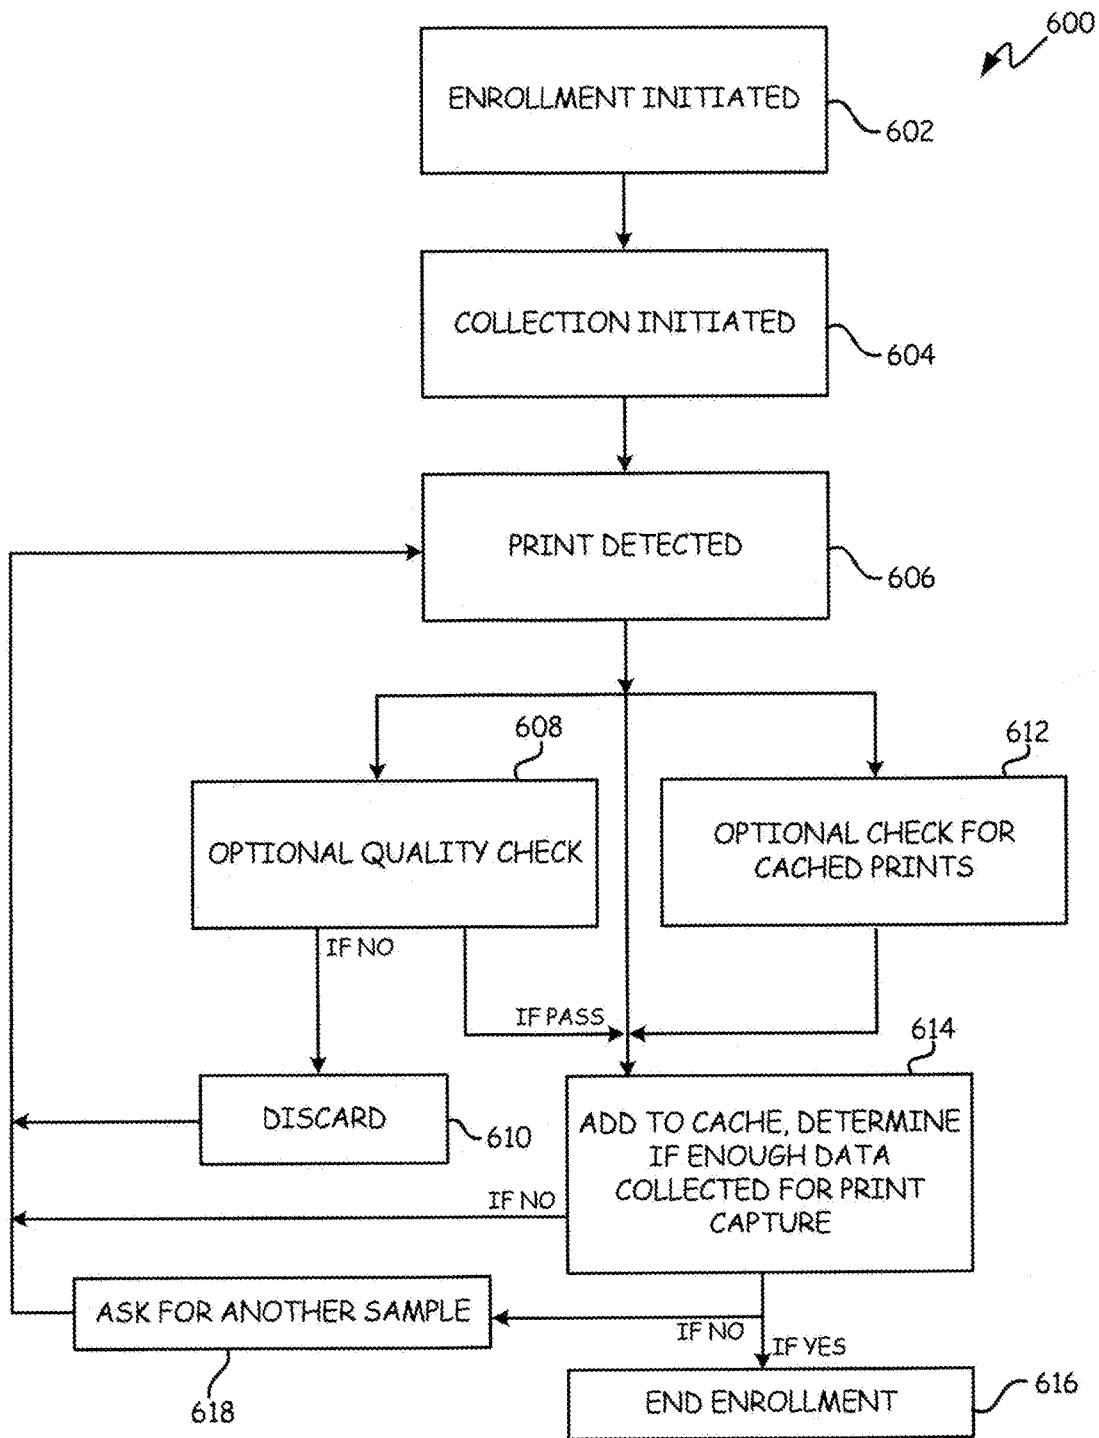 600
ENROLLMENT INITIATED
602
COLLECTION INITIATED
604
PRINT DETECTED
606
608
612
OPTIONAL QUALITY CHECK
OPTIONAL CHECK FOR
CACHED PRINTS
IF NO
IF PASS
614
DISCARD
610
ADD TO CACHE, DETERMINE
IF ENOUGH DATA
COLLECTED FOR PRINT
CAPTURE
IF NO
ASK FOR ANOTHER SAMPLE
618
IF NO
IF YES
END ENROLLMENT
616